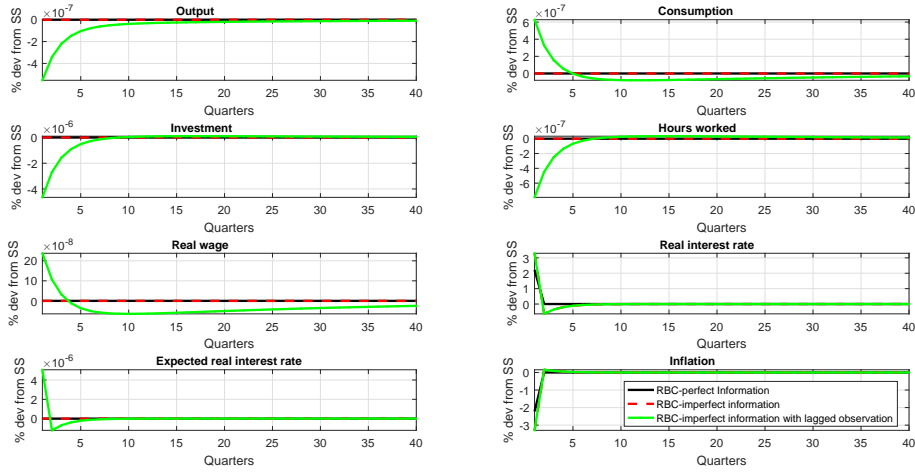 ×10⁻⁷
Output
% dev from SS
0
-2
-4
5 10 15 20 25 30 35 40
Quarters
×10⁻⁷
Consumption
% dev from SS
6
4
2
0
5 10 15 20 25 30 35 40
Quarters
×10⁻⁶
Investment
% dev from SS
0
-2
-4
5 10 15 20 25 30 35 40
Quarters
×10⁻⁷
Hours worked
% dev from SS
0
-2
-4
-6
5 10 15 20 25 30 35 40
Quarters
×10⁻⁸
Real wage
% dev from SS
20
10
0
5 10 15 20 25 30 35 40
Quarters
Real interest rate
% dev from SS
3
2
1
0
5 10 15 20 25 30 35 40
Quarters
×10⁻⁶
Expected real interest rate
% dev from SS
4
2
0
5 10 15 20 25 30 35 40
Quarters
Inflation
% dev from SS
0
-1
-2
-3
5 10 15 20 25 30 35 40
Quarters
RBC-perfect Information
RBC-imperfect information
RBC-imperfect information with lagged observation